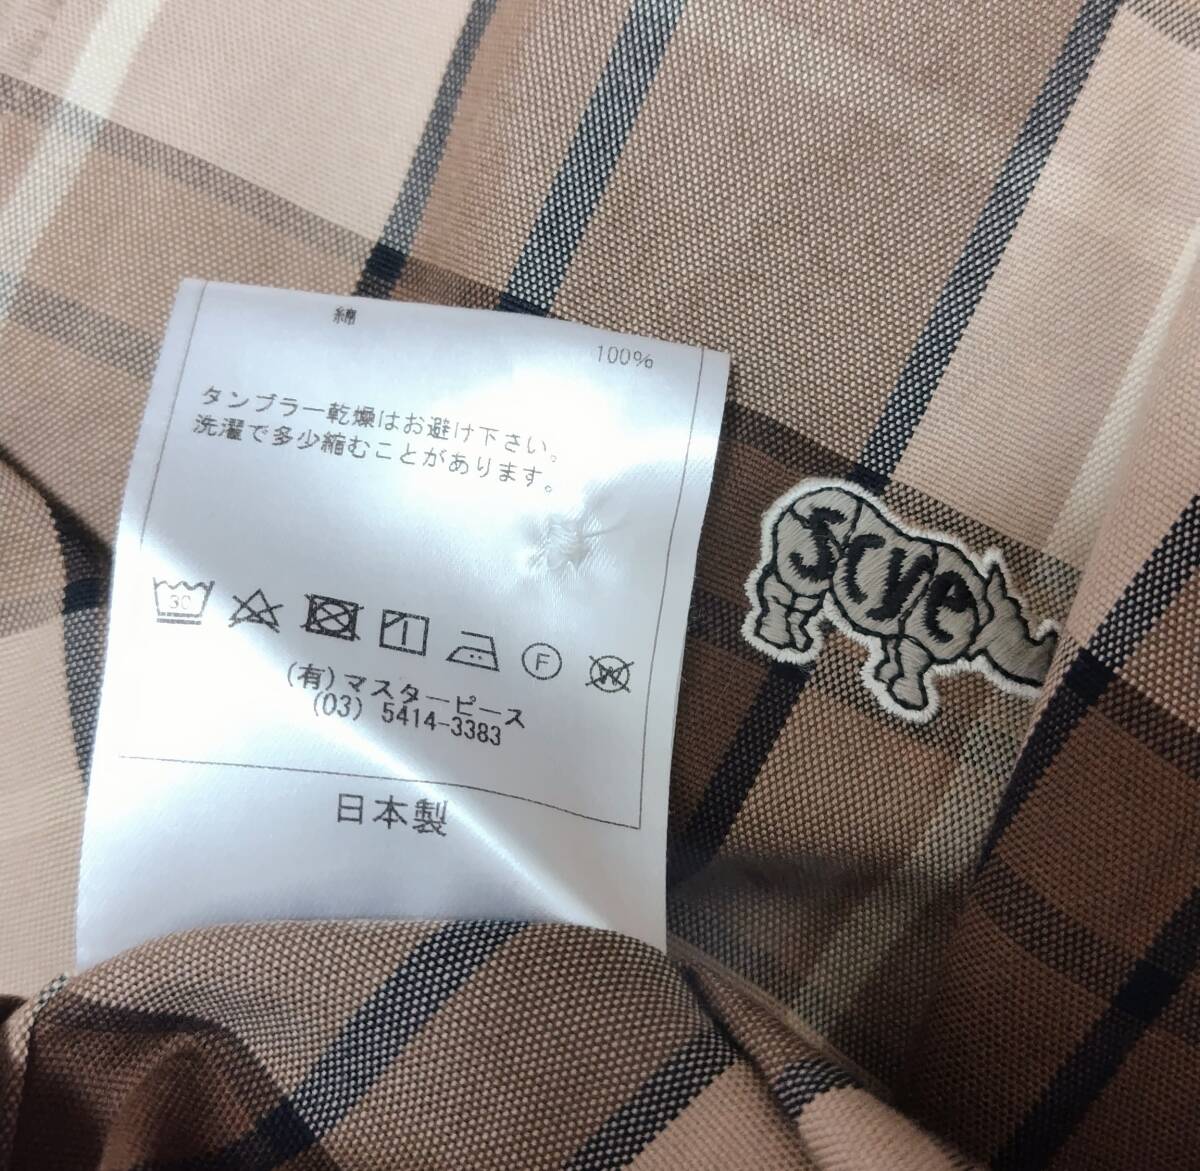 綿
100%
タンブラー乾燥はお避け下さい。
洗濯で多少縮むことがあります。
30
F
W
(有)マスターピース
(03) 5414-3383
日本製
Scye